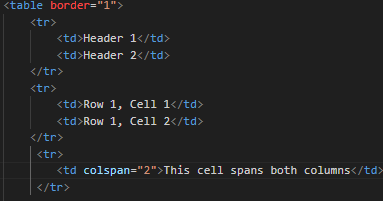 <table border="1">
<tr>
<td>Header 1</td>
<td>Header 2</td>
</tr>
<tr>
<td>Row 1, Cell 1</td>
<td>Row 1, Cell 2</td>
</tr>
<tr>
<td colspan="2">This cell spans both columns</td>
</tr>